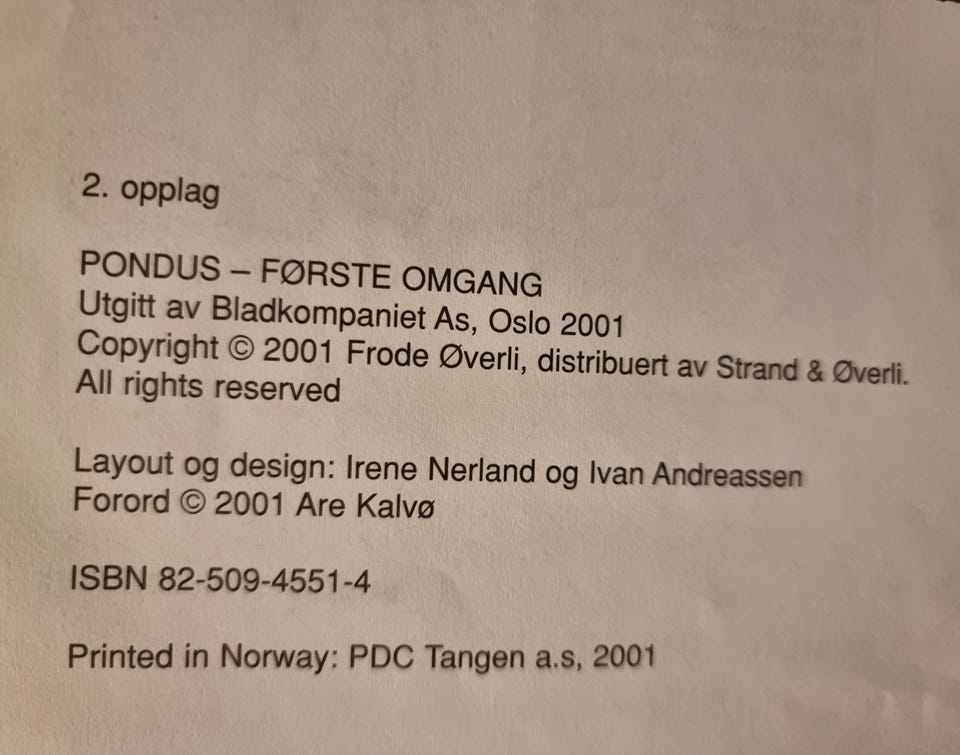 2. opplag
PONDUS – FØRSTE OMGANG
Utgitt av Bladkompaniet As, Oslo 2001
Copyright © 2001 Frode Øverli, distribuert av Strand & Øverli.
All rights reserved
Layout og design: Irene Nerland og Ivan Andreassen
Forord © 2001 Are Kalvø
ISBN 82-509-4551-4
Printed in Norway: PDC Tangen a.s, 2001